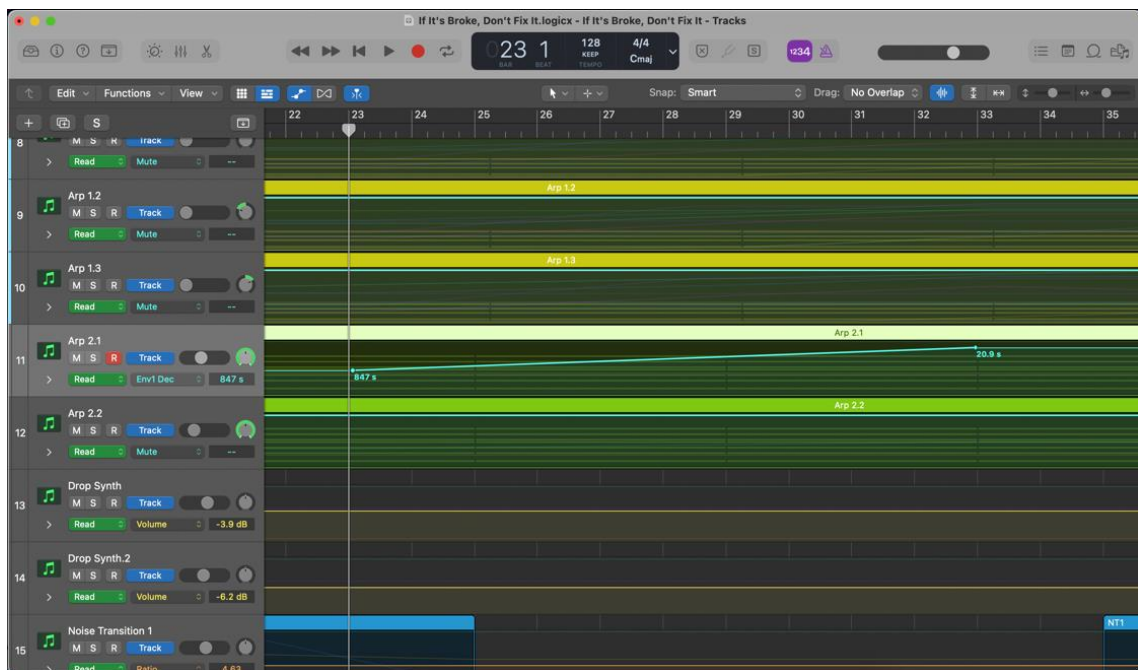 If It's Broke, Don't Fix It.logicx - If It's Broke, Don't Fix It - Tracks
023 1 128 4/4
KEEP Cmaj
BAR BEAT TEMPO
S 1234
Edit Functions View Snap: Smart Drag: No Overlap
S 22 23 24 25 26 27 28 29 30 31 32 33 34 35
8 M S R Track
Read Mute --
Arp 1.2 Arp 1.2
9 M S R Track
Read Mute --
Arp 1.3 Arp 1.3
10 M S R Track
Read Mute --
Arp 2.1 Arp 2.1
11 M S R Track 20.9 s
Read Env1 Dec 847 s 847 s
Arp 2.2 Arp 2.2
12 M S R Track
Read Mute --
Drop Synth
13 M S R Track
Read Volume -3.9 dB
Drop Synth.2
14 M S R Track
Read Volume -6.2 dB
Noise Transition 1 NT1
15 M S R Track
Read Ratio 4.63